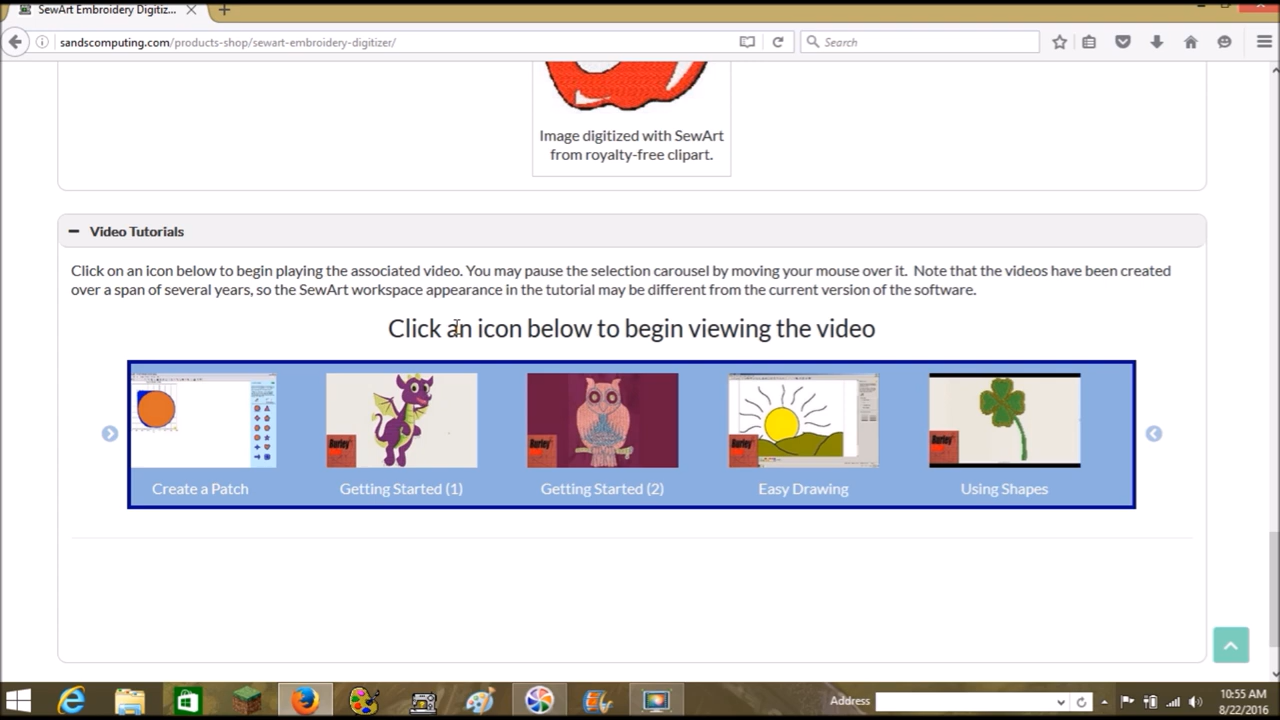 SewArt Embroidery Digitiz...
sandscomputing.com/products-shop/sewart-embroidery-digitizer/
Search
Image digitized with SewArt
from royalty-free clipart.
Video Tutorials
Click on an icon below to begin playing the associated video. You may pause the selection carousel by moving your mouse over it. Note that the videos have been created
over a span of several years, so the SewArt workspace appearance in the tutorial may be different from the current version of the software.
Click an icon below to begin viewing the video
Create a Patch
Getting Started (1)
Getting Started (2)
Easy Drawing
Using Shapes
Address
10:55 AM
8/22/2016